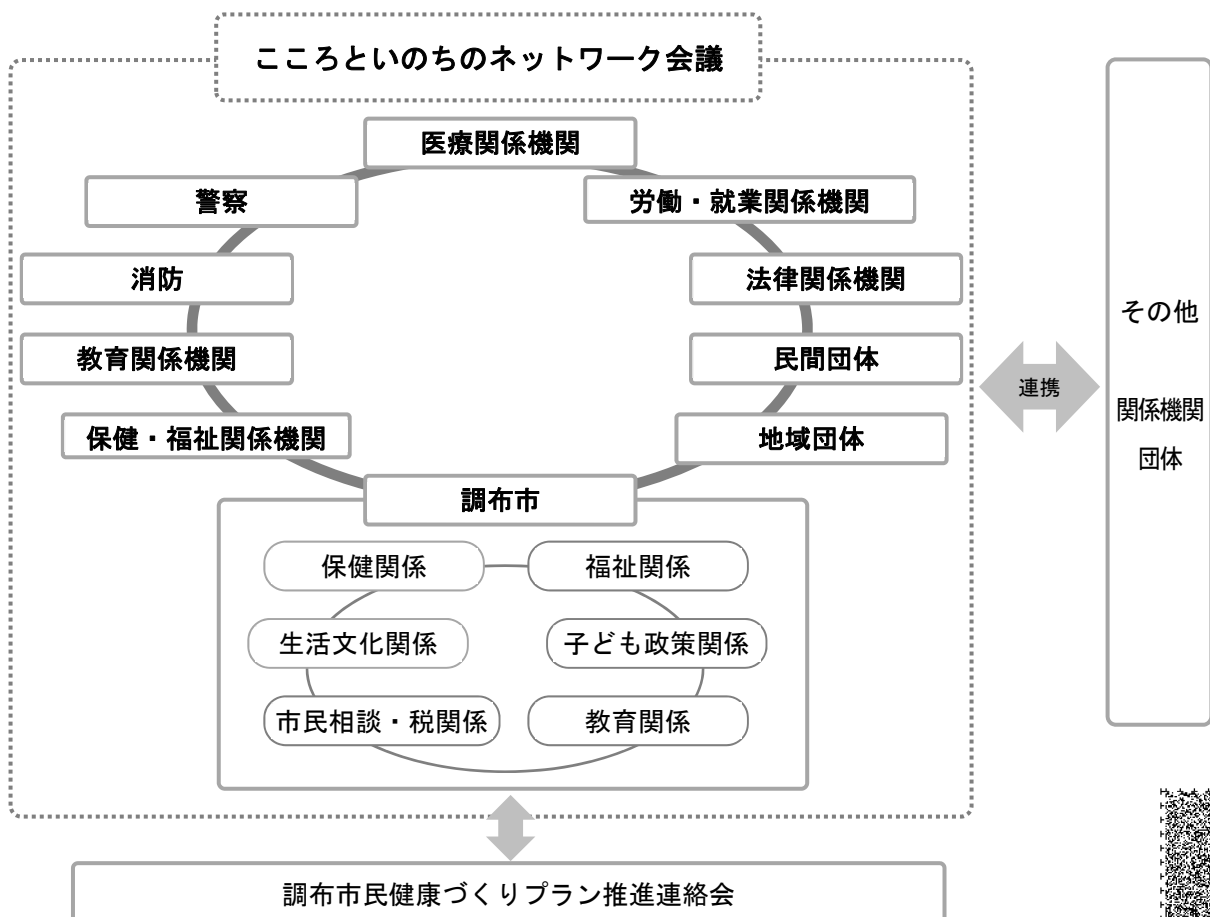 こころといのちのネットワーク会議
医療関係機関
警察
労働・就業関係機関
消防
法律関係機関
教育関係機関
民間団体
保健・福祉関係機関
地域団体
調布市
保健関係
福祉関係
生活文化関係
子ども政策関係
市民相談・税関係
教育関係
連携
その他
関係機関
団体
調布市民健康づくりプラン推進連絡会